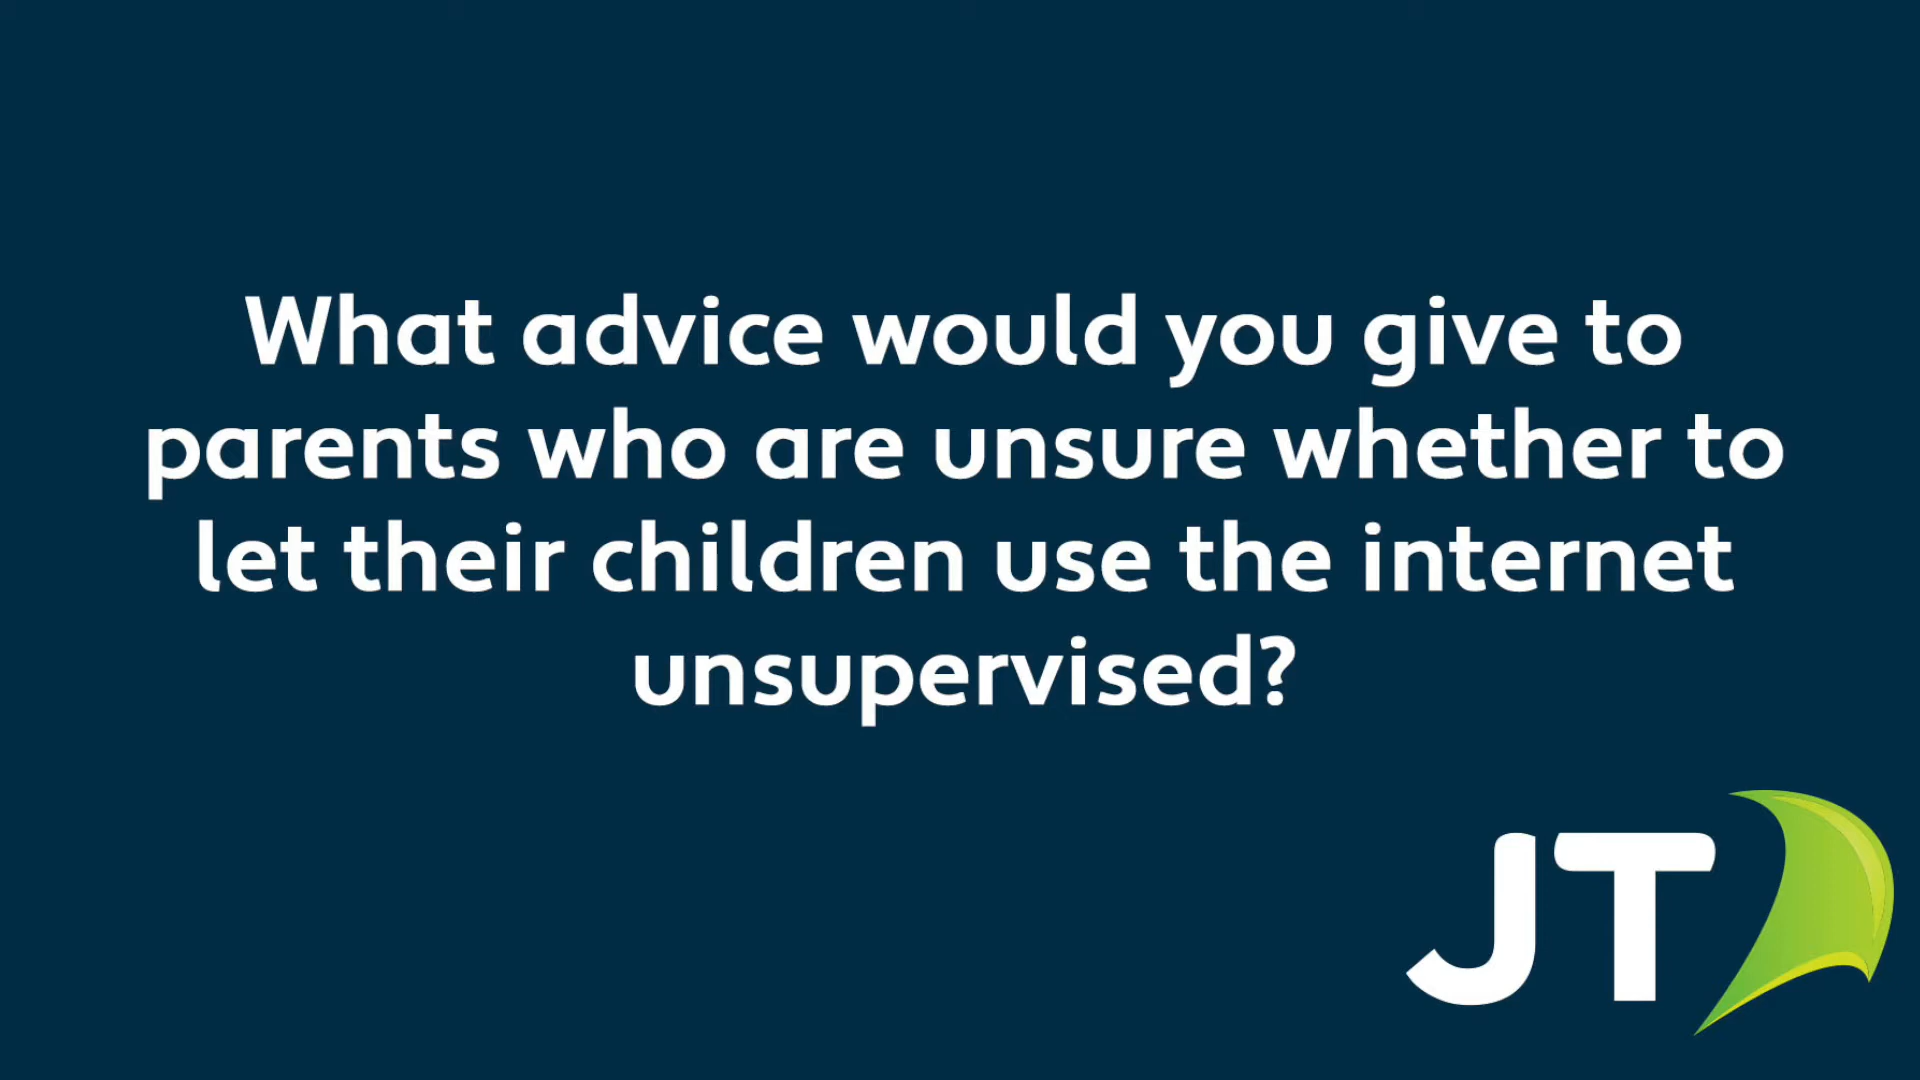 What advice would you give to
parents who are unsure whether to
let their children use the internet
unsupervised?
JT